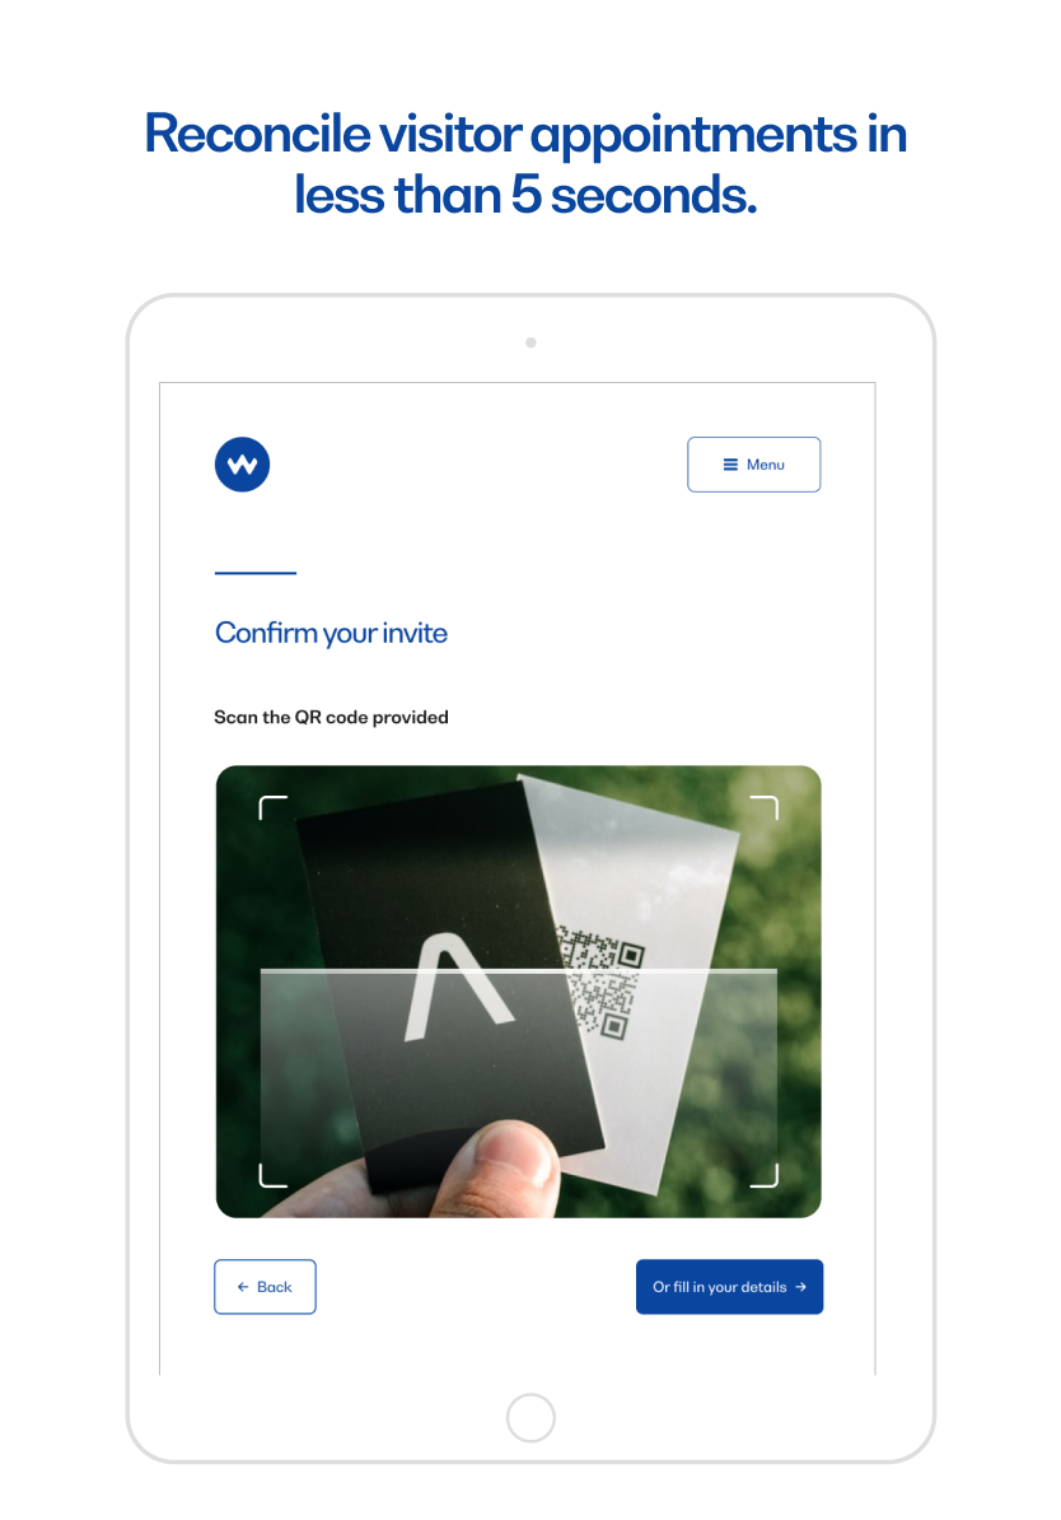 Reconcile visitor appointments in
less than 5 seconds.
Menu
Confirm your invite
Scan the QR code provided
Back
Or fill in your details